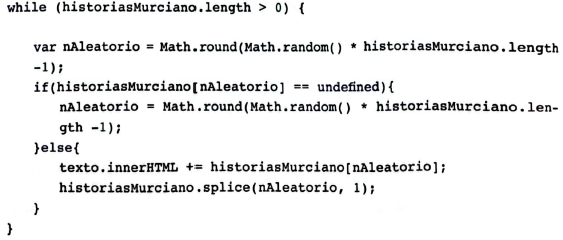 while (historiasMurciano.length > 0) {
var nAleatorio = Math.round(Math.random() * historiasMurciano.length
-1);
if(historiasMurciano[nAleatorio] == undefined){
nAleatorio = Math.round(Math.random() * historiasMurciano.len-
gth -1);
}else{
texto.innerHTML += historiasMurciano[nAleatorio];
historiasMurciano.splice(nAleatorio, 1);
}
}